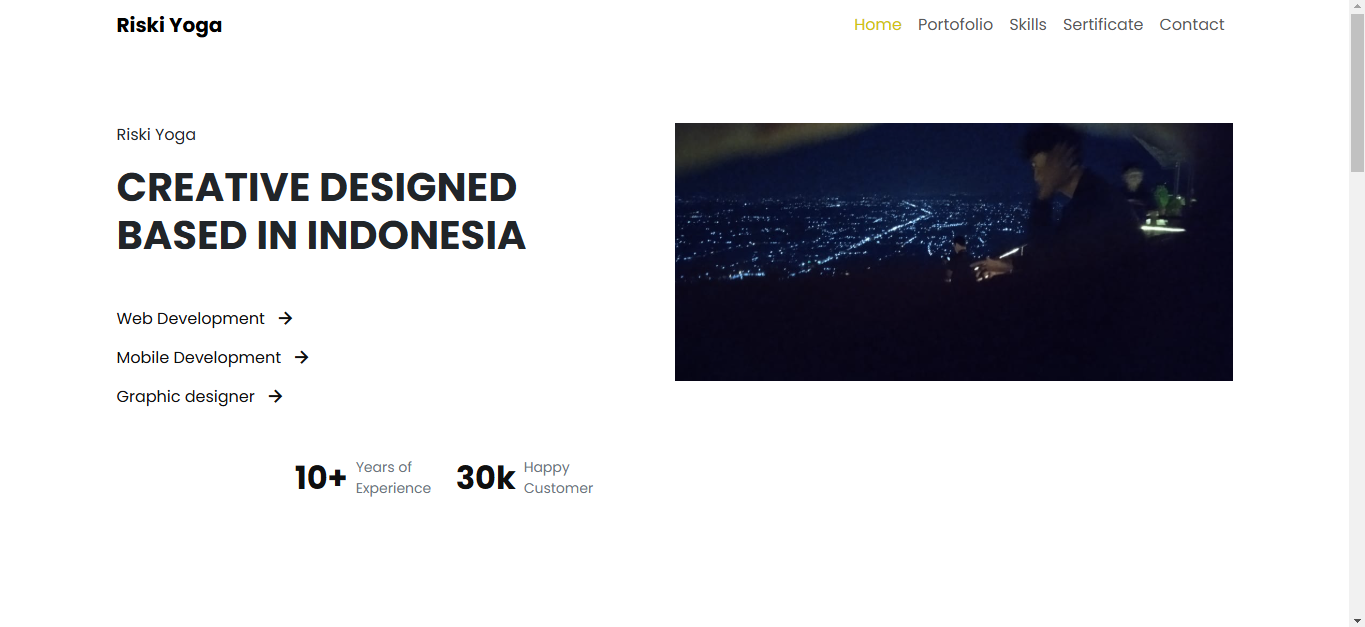 Riski Yoga
Home Portofolio Skills Sertificate Contact
Riski Yoga
CREATIVE DESIGNED
BASED IN INDONESIA
Web Development
Mobile Development
Graphic designer
10+ Years of
Experience
30k Happy
Customer